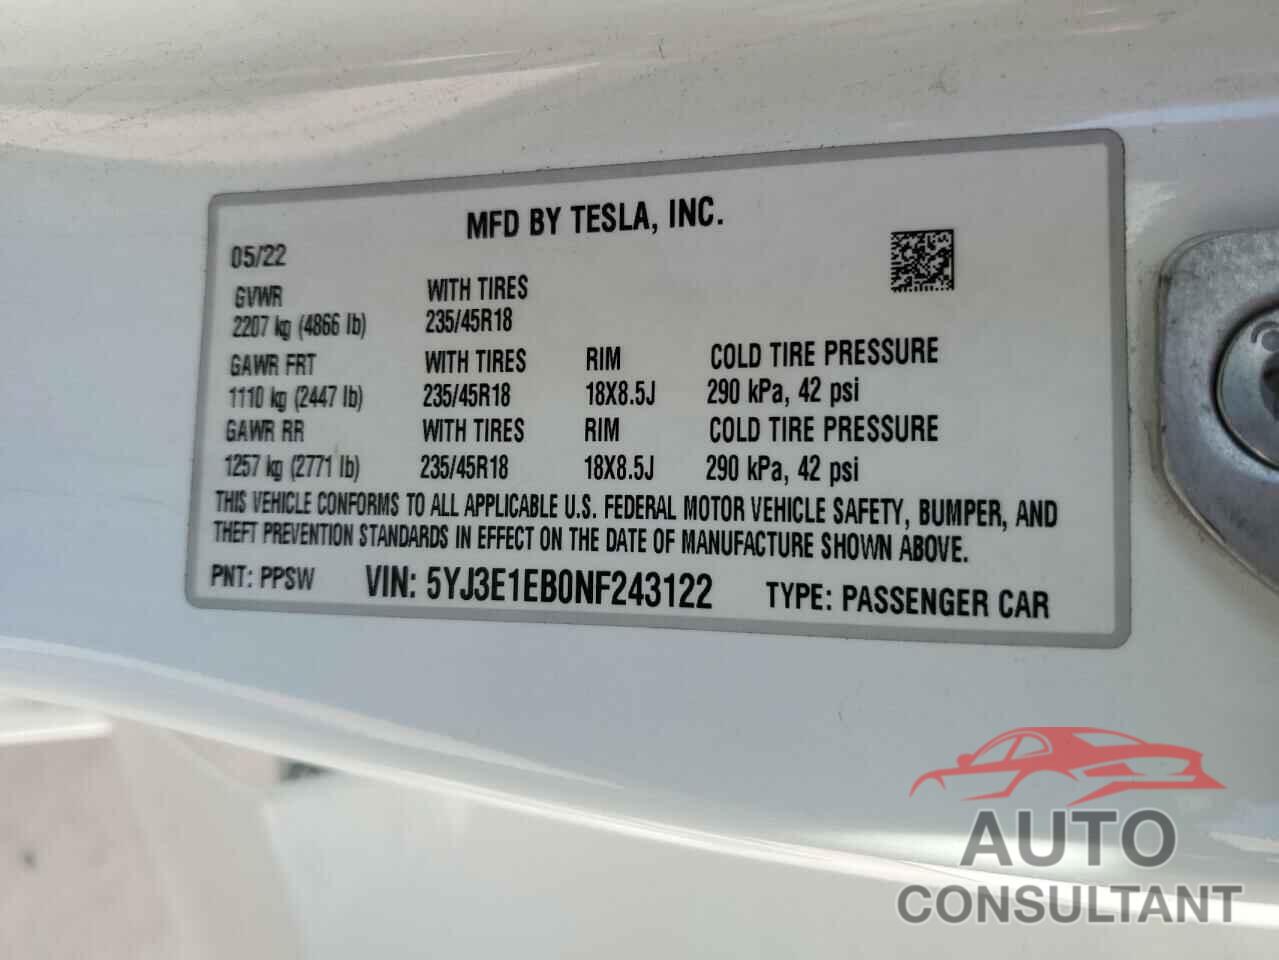 MFD BY TESLA, INC.
05/22
GVWR WITH TIRES
2207 kg (4866 lb) 235/45R18
GAWR FRT WITH TIRES RIM COLD TIRE PRESSURE
1110 kg (2447 lb) 235/45R18 18X8.5J 290 kPa, 42 psi
GAWR RR WITH TIRES RIM COLD TIRE PRESSURE
1257 kg (2771 lb) 235/45R18 18X8.5J 290 kPa, 42 psi
THIS VEHICLE CONFORMS TO ALL APPLICABLE U.S. FEDERAL MOTOR VEHICLE SAFETY, BUMPER, AND
THEFT PREVENTION STANDARDS IN EFFECT ON THE DATE OF MANUFACTURE SHOWN ABOVE.
PNT: PPSW VIN: 5YJ3E1EB0NF243122 TYPE: PASSENGER CAR
AUTO
CONSULTANT